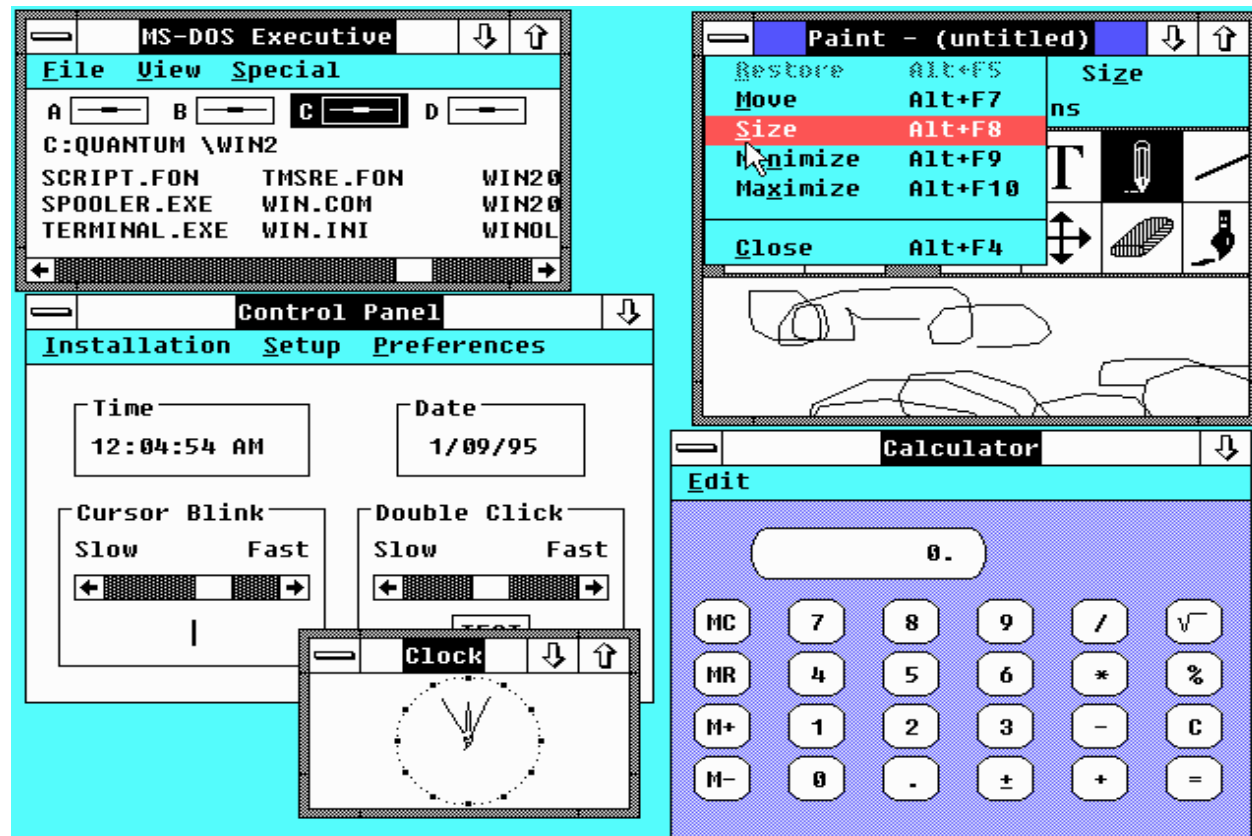 MS-DOS Executive
File View Special
A B C D
C:QUANTUM \WIN2
SCRIPT.FON TMSRE.FON WIN20
SPOOLER.EXE WIN.COM WIN20
TERMINAL.EXE WIN.INI WINOL
Paint - (untitled)
Restore Alt+F5
Size
Move Alt+F7
ns
Size Alt+F8
Minimize Alt+F9
Maximize Alt+F10
Close Alt+F4
T
Control Panel
Installation Setup Preferences
Time
12:04:54 AM
Date
1/09/95
Cursor Blink
Slow Fast
Double Click
Slow Fast
TEST
Clock
Calculator
Edit
0.
MC 7 8 9 / √
MR 4 5 6 * %
M+ 1 2 3 - C
M- 0 . ± + =